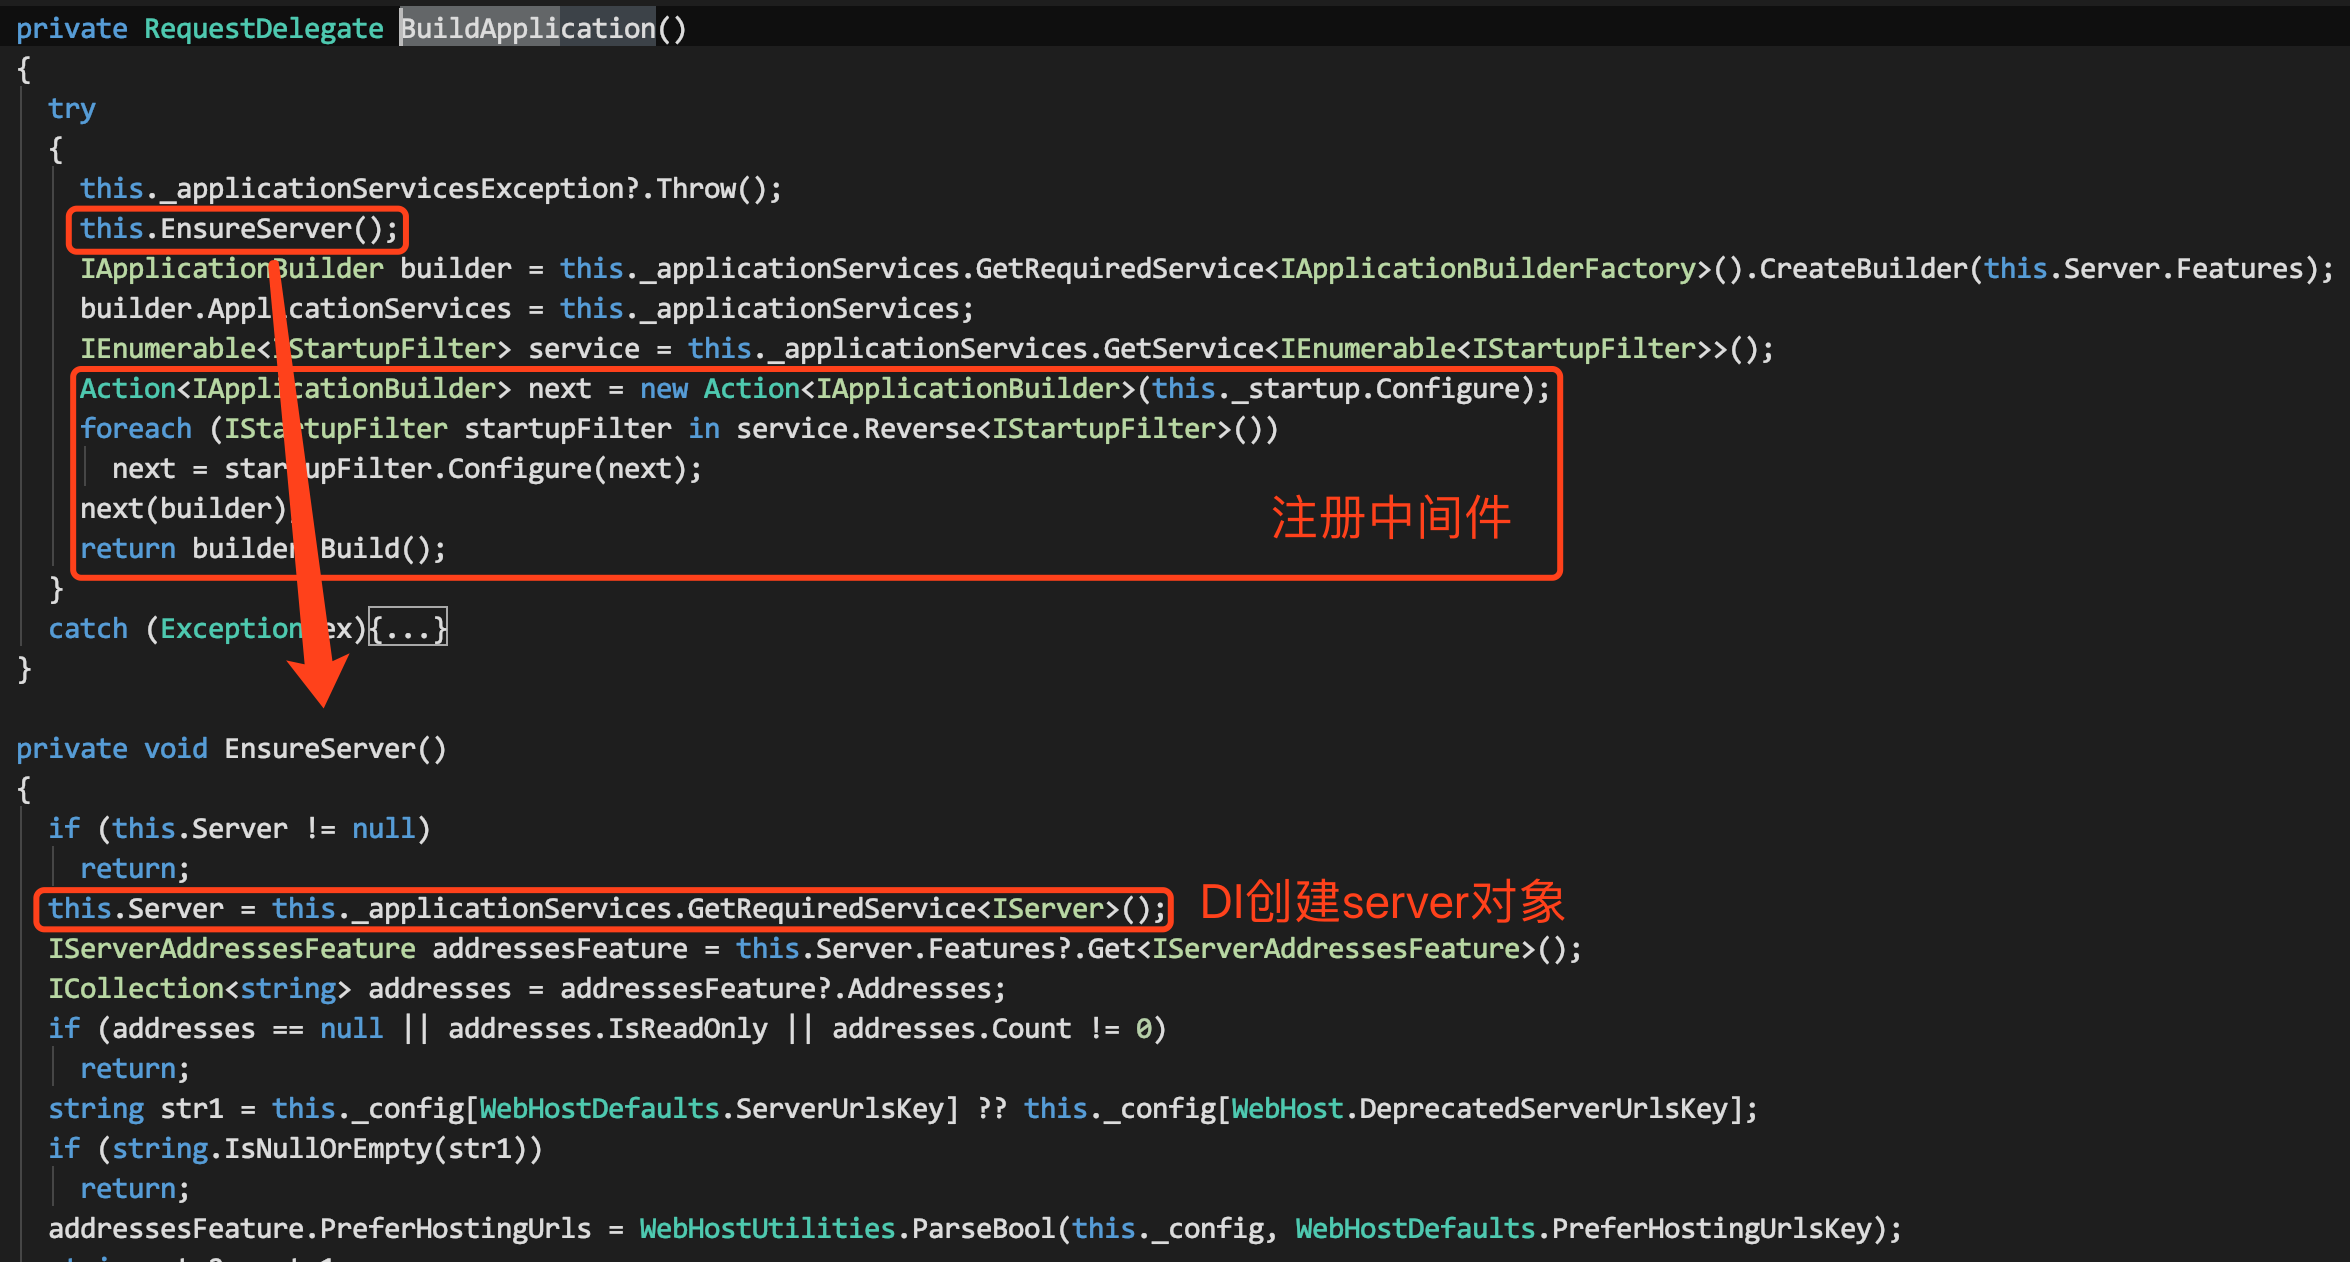 private RequestDelegate BuildApplication()
{
try
{
this._applicationServicesException?.Throw();
this.EnsureServer();
IApplicationBuilder builder = this._applicationServices.GetRequiredService<IApplicationBuilderFactory>().CreateBuilder(this.Server.Features);
builder.ApplicationServices = this._applicationServices;
IEnumerable<IStartupFilter> service = this._applicationServices.GetService<IEnumerable<IStartupFilter>>();
Action<IApplicationBuilder> next = new Action<IApplicationBuilder>(this._startup.Configure);
foreach (IStartupFilter startupFilter in service.Reverse<IStartupFilter>())
next = startupFilter.Configure(next);
next(builder);
注册中间件
return builder.Build();
}
catch (Exception ex){...}
}
private void EnsureServer()
{
if (this.Server != null)
return;
this.Server = this._applicationServices.GetRequiredService<IServer>(); DI创建server对象
IServerAddressesFeature addressesFeature = this.Server.Features?.Get<IServerAddressesFeature>();
ICollection<string> addresses = addressesFeature?.Addresses;
if (addresses == null || addresses.IsReadOnly || addresses.Count != 0)
return;
string str1 = this._config[WebHostDefaults.ServerUrlsKey] ?? this._config[WebHost.DeprecatedServerUrlsKey];
if (string.IsNullOrEmpty(str1))
return;
addressesFeature.PreferHostingUrls = WebHostUtilities.ParseBool(this._config, WebHostDefaults.PreferHostingUrlsKey);